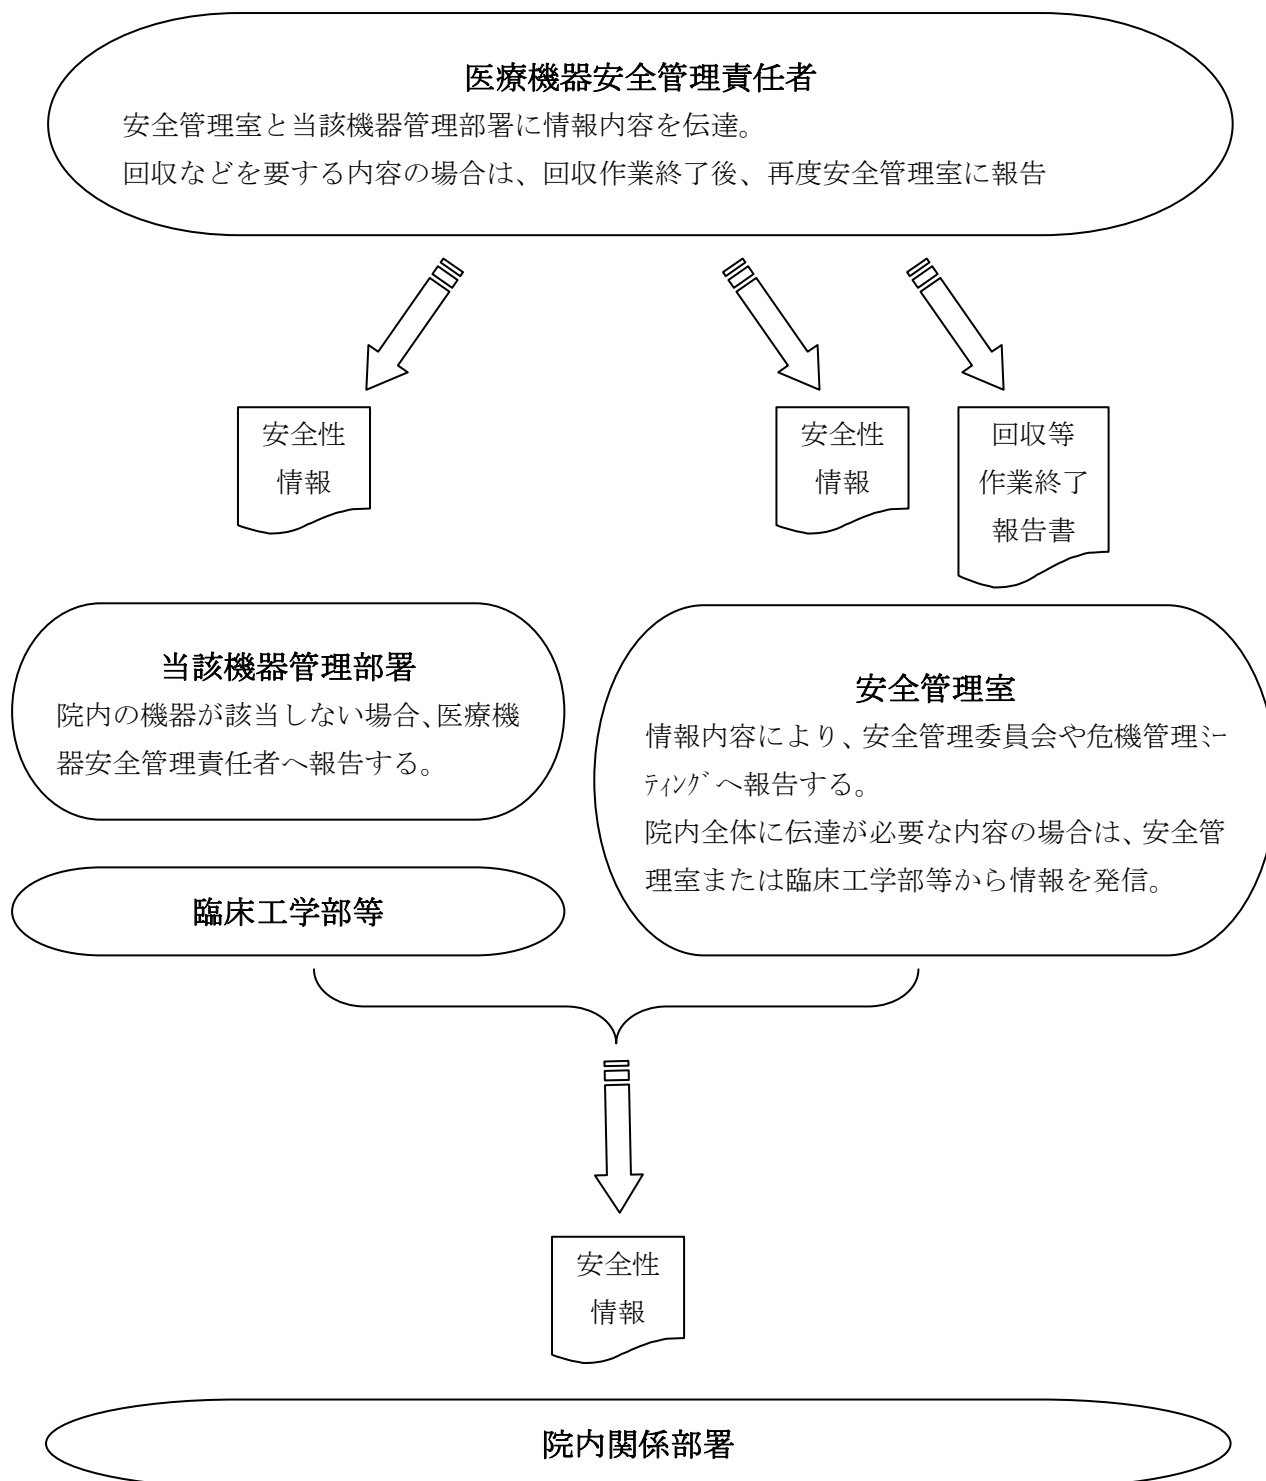 医療機器安全管理責任者
安全管理室と当該機器管理部署に情報内容を伝達。
回収などを要する内容の場合は、回収作業終了後、再度安全管理室に報告
安全性
情報
安全性
情報
回収等
作業終了
報告書
当該機器管理部署
院内の機器が該当しない場合、医療機
器安全管理責任者へ報告する。
臨床工学部等
安全管理室
情報内容により、安全管理委員会や危機管理ﾐｰ
ﾃｨﾝｸﾞへ報告する。
院内全体に伝達が必要な内容の場合は、安全管
理室または臨床工学部等から情報を発信。
安全性
情報
院内関係部署